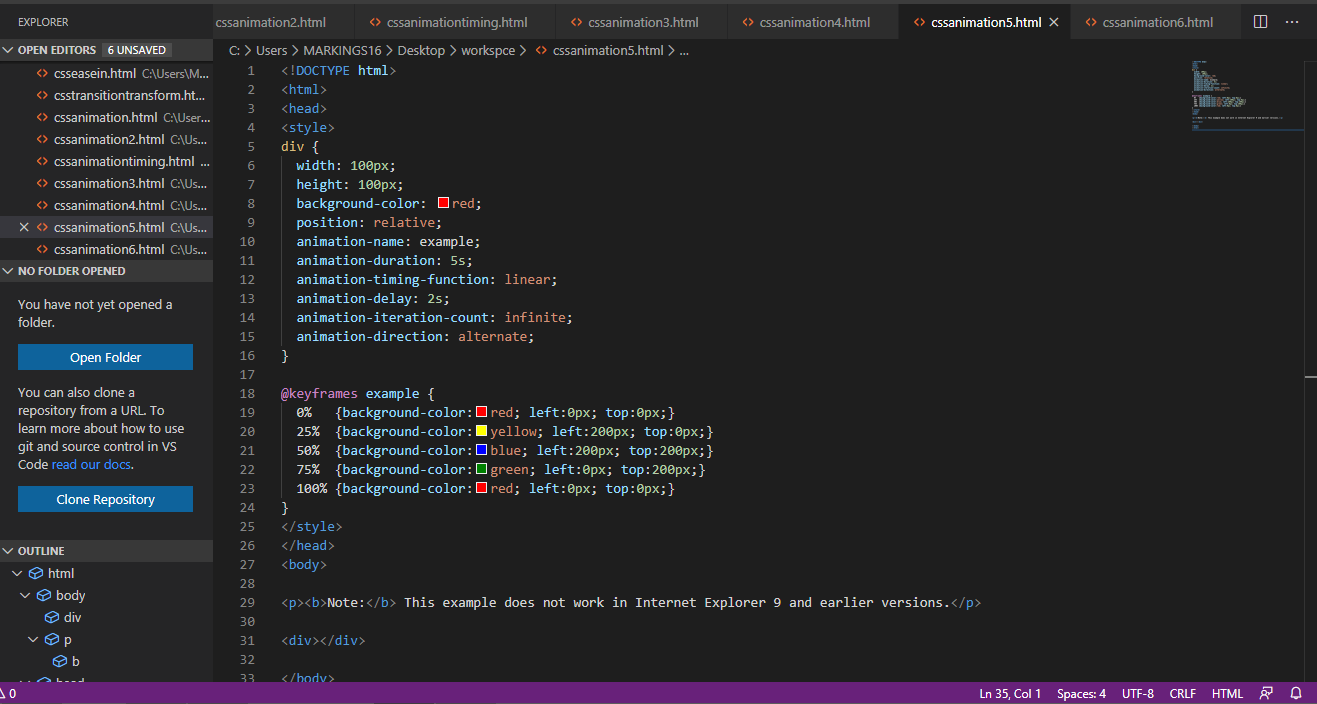 EXPLORER
OPEN EDITORS 6 UNSAVED
csseasein.html C:\Users\M...
csstransitiontransform.ht...
cssanimation.html C:\User...
cssanimation2.html C:\Us...
cssanimationtiming.html ...
cssanimation3.html C:\Us...
cssanimation4.html C:\Us...
cssanimation5.html C:\Us...
cssanimation6.html C:\Us...
NO FOLDER OPENED
You have not yet opened a
folder.
Open Folder
You can also clone a
repository from a URL. To
learn more about how to use
git and source control in VS
Code read our docs.
Clone Repository
OUTLINE
html
body
div
p
b
head
cssanimation2.html cssanimationtiming.html cssanimation3.html cssanimation4.html cssanimation5.html cssanimation6.html
C: > Users > MARKINGS16 > Desktop > workspce > cssanimation5.html > ...
1 <!DOCTYPE html>
2 <html>
3 <head>
4 <style>
5 div {
6 width: 100px;
7 height: 100px;
8 background-color: red;
9 position: relative;
10 animation-name: example;
11 animation-duration: 5s;
12 animation-timing-function: linear;
13 animation-delay: 2s;
14 animation-iteration-count: infinite;
15 animation-direction: alternate;
16 }
17
18 @keyframes example {
19 0% {background-color:red; left:0px; top:0px;}
20 25% {background-color:yellow; left:200px; top:0px;}
21 50% {background-color:blue; left:200px; top:200px;}
22 75% {background-color:green; left:0px; top:200px;}
23 100% {background-color:red; left:0px; top:0px;}
24 }
25 </style>
26 </head>
27 <body>
28
29 <p><b>Note:</b> This example does not work in Internet Explorer 9 and earlier versions.</p>
30
31 <div></div>
32
33 </body>
0 Ln 35, Col 1 Spaces: 4 UTF-8 CRLF HTML